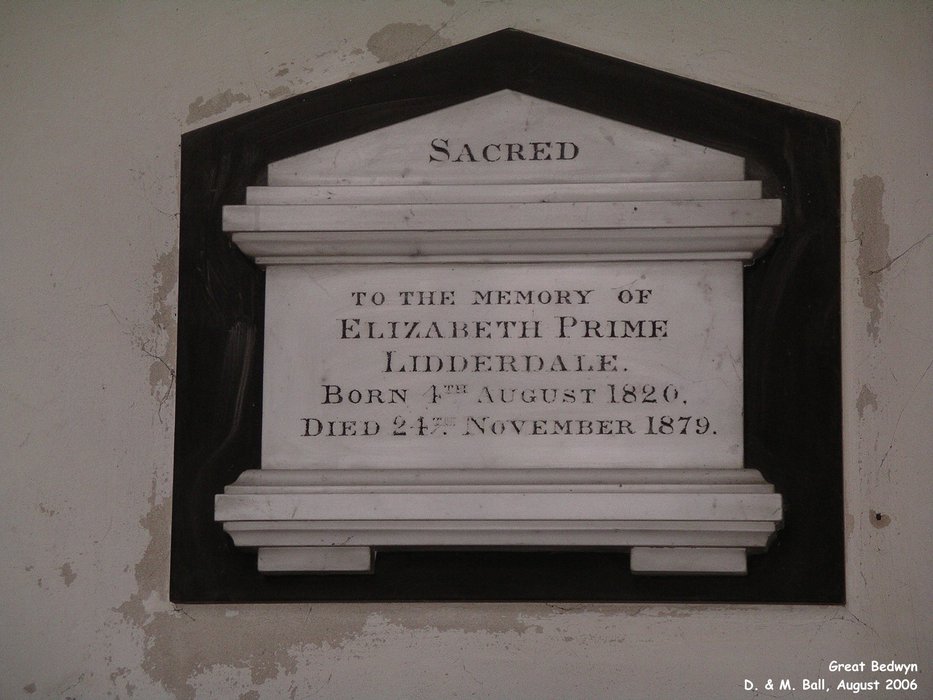 SACRED
TO THE MEMORY OF
ELIZABETH PRIME
LIDDERDALE.
BORN 4TH AUGUST 1820,
DIED 24TH NOVEMBER 1879.
Great Bedwyn
D. & M. Ball, August 2006